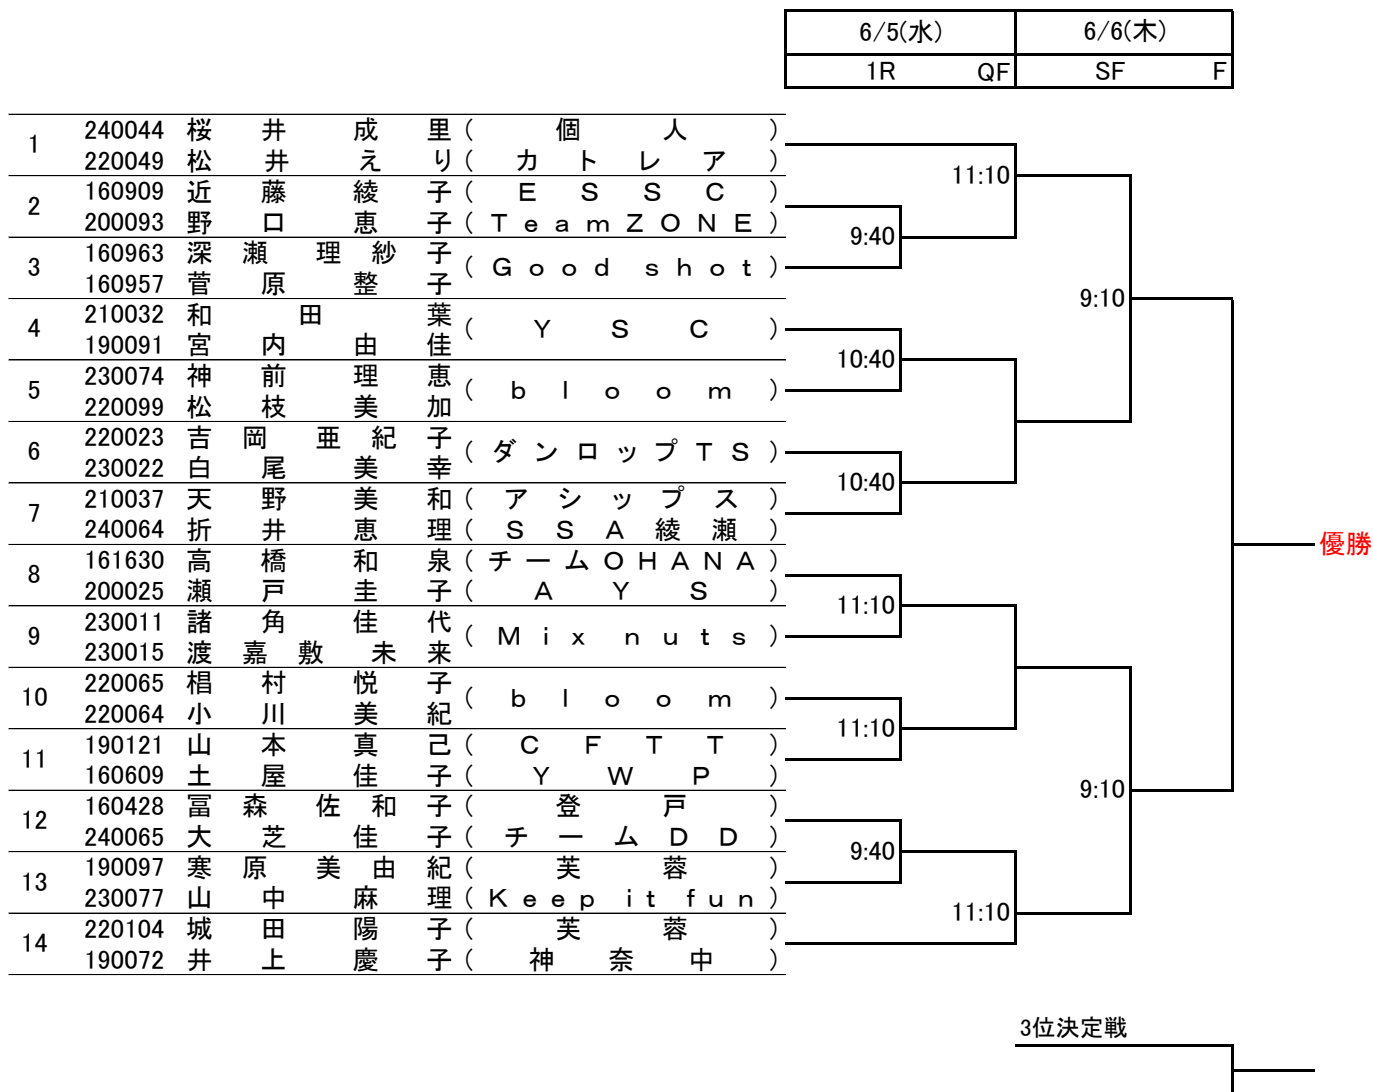 6/5(水) 6/6(木)
1R QF SF F
1 240044 桜井成里 (個人)
220049 松井えり (カトレア)
11:10
2 160909 近藤綾子 (ESSC)
200093 野口恵子 (TeamZONE)
9:40
3 160963 深瀬理紗子 (Good shot)
160957 菅原整子
9:10
4 210032 和田葉 (YSC)
190091 宮内由佳
10:40
5 230074 神前理恵 (bloom)
220099 松枝美加
6 220023 吉岡亜紀子 (ダンロップTS)
230022 白尾美幸
10:40
7 210037 天野美和 (アシップス)
240064 折井恵理 (SSA綾瀬)
優勝
8 161630 高橋和泉 (チームOHANA)
200025 瀬戸圭子 (AYS)
11:10
9 230011 諸角佳代 (Mix nuts)
230015 渡嘉敷未来
10 220065 椙村悦子 (bloom)
220064 小川美紀
11:10
11 190121 山本真己 (CFTT)
160609 土屋佳子 (YWP)
9:10
12 160428 冨森佐和子 (登戸)
240065 大芝佳子 (チームDD)
9:40
13 190097 寒原美由紀 (芙蓉)
230077 山中麻理 (Keep it fun)
11:10
14 220104 城田陽子 (芙蓉)
190072 井上慶子 (神奈中)
3位決定戦